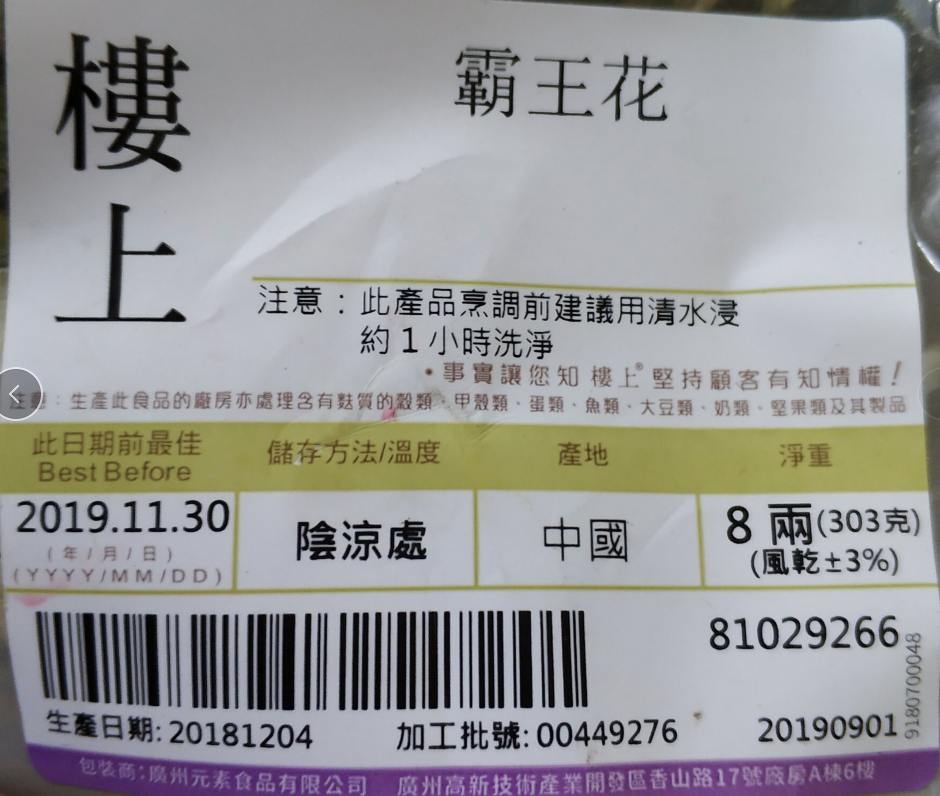 樓上
霸王花
注意：此產品烹調前建議用清水浸
約1小時洗淨
•事實讓您知 樓上®堅持顧客有知情權！
注意：生產此食品的廠房亦處理含有麩質的穀類、甲殼類、蛋類、魚類、大豆類、奶類、堅果類及其製品
此日期前最佳 儲存方法/溫度 產地 淨重
Best Before
2019.11.30 陰涼處 中國 8 兩(303克)
(年/月/日) (風乾±3%)
(YYYY/MM/DD)
81029266
9180700048
生產日期:20181204 加工批號:00449276 20190901
包裝商:廣州元素食品有限公司 廣州高新技術產業開發區香山路17號廠房A棟6樓